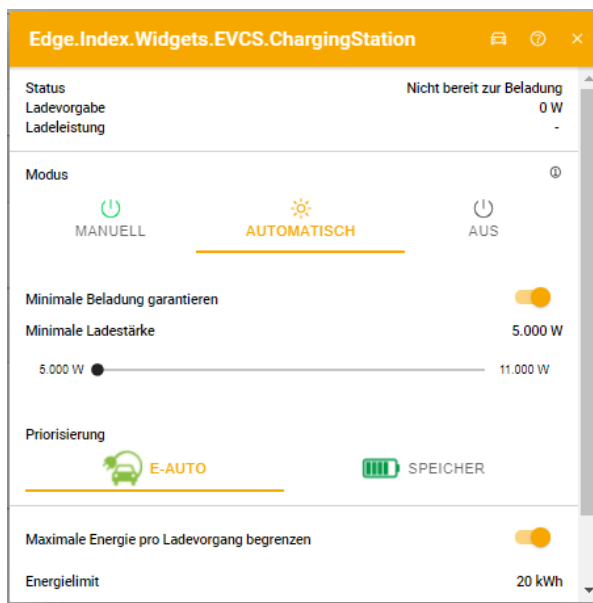 Edge.Index.Widgets.EVCS.ChargingStation
Status Nicht bereit zur Beladung
Ladevorgabe 0 W
Ladeleistung -
Modus
MANUELL AUTOMATISCH AUS
Minimale Beladung garantieren
Minimale Ladestärke 5.000 W
5.000 W 11.000 W
Priorisierung
E-AUTO SPEICHER
Maximale Energie pro Ladevorgang begrenzen
Energielimit 20 kWh